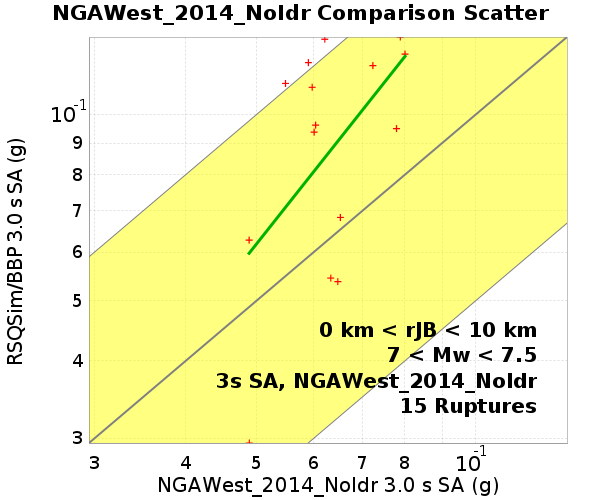 NGAWest_2014_NoIdr Comparison Scatter
RSQSim/BBP 3.0 s SA (g)
10-1
9
8
7
6
5
4
3
0 km < rJB < 10 km
7 < Mw < 7.5
3s SA, NGAWest_2014_NoIdr
15 Ruptures
3 4 5 6 7 8 10-1
NGAWest_2014_NoIdr 3.0 s SA (g)